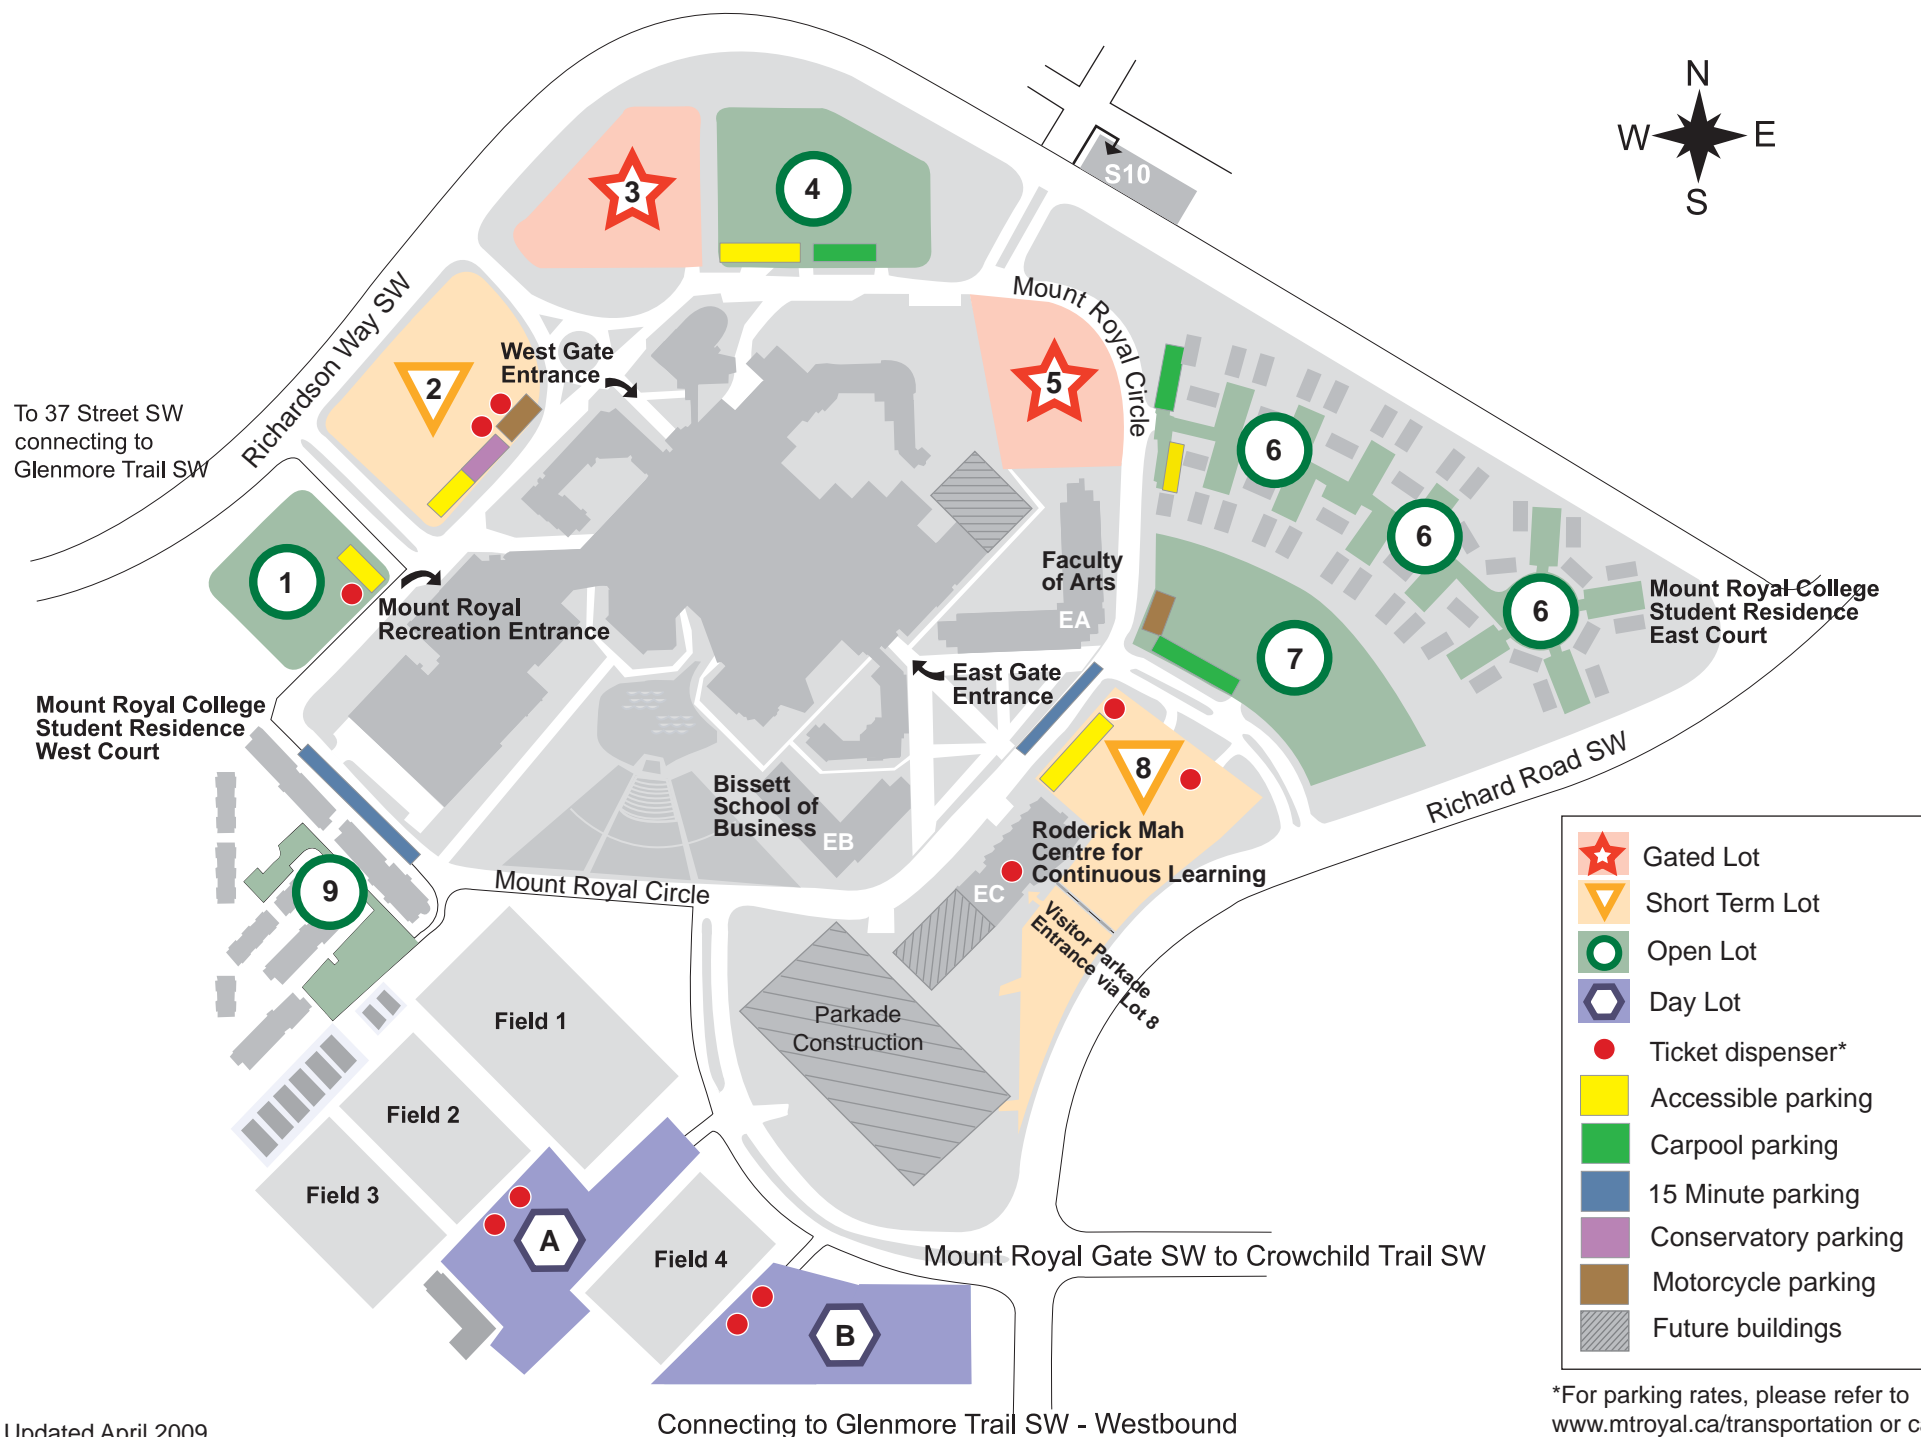 N
W E
S
S10
3
4
Richardson Way SW
Mount Royal Circle
West Gate
Entrance
2
5
To 37 Street SW
connecting to
Glenmore Trail SW
6
6
6
1
Mount Royal
Recreation Entrance
Faculty
of Arts
EA
Mount Royal College
Student Residence
East Court
7
East Gate
Entrance
Mount Royal College
Student Residence
West Court
8
Richard Road SW
Bissett
School of
Business
EB
Roderick Mah
Centre for
Continuous Learning
EC
9
Mount Royal Circle
Visitor Parkade
Entrance via Lot 8
Parkade
Construction
Field 1
Field 2
Field 3
Field 4
A
B
Mount Royal Gate SW to Crowchild Trail SW
Connecting to Glenmore Trail SW - Westbound
Gated Lot
Short Term Lot
Open Lot
Day Lot
Ticket dispenser*
Accessible parking
Carpool parking
15 Minute parking
Conservatory parking
Motorcycle parking
Future buildings
*For parking rates, please refer to
www.mtroyal.ca/transportation or
Updated April 2009